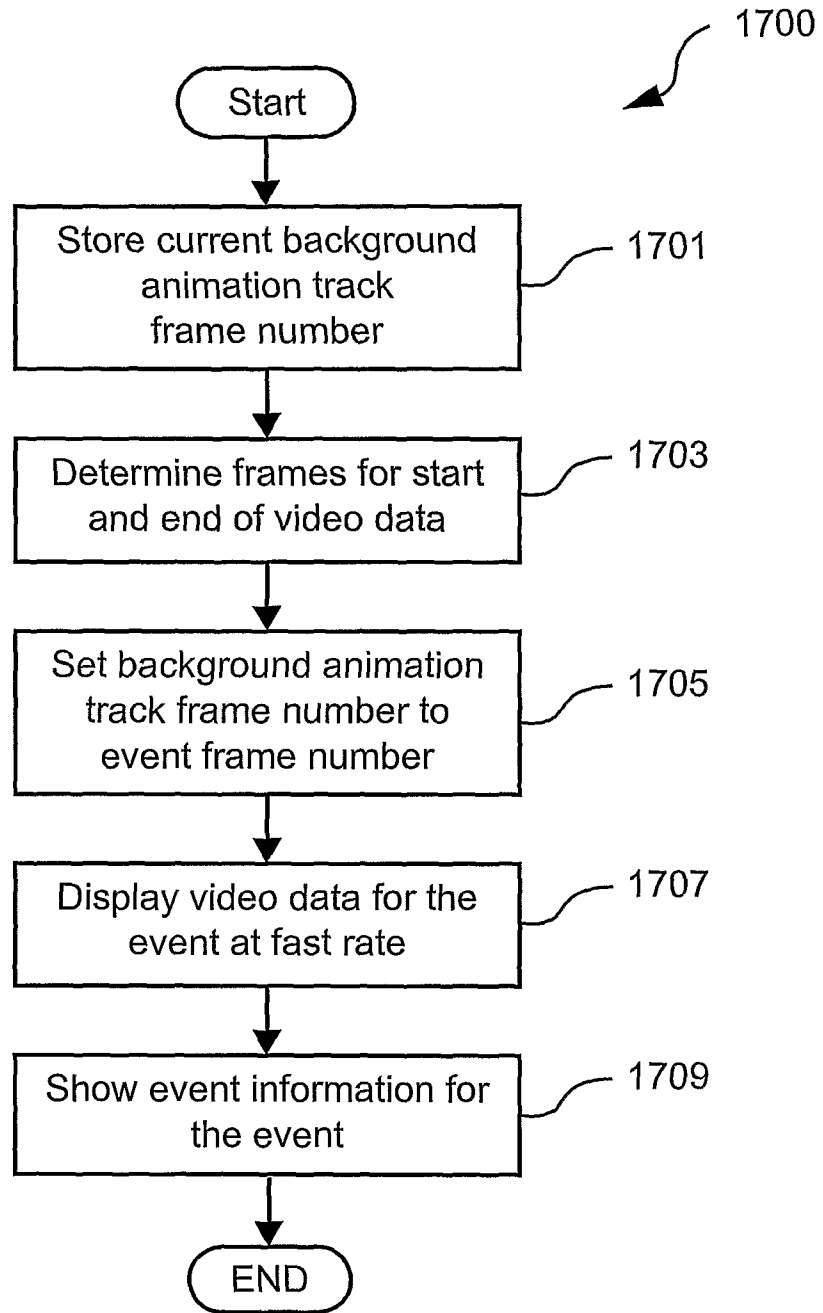 1700
Start
Store current background
animation track
frame number
1701
Determine frames for start
and end of video data
1703
Set background animation
track frame number to
event frame number
1705
Display video data for the
event at fast rate
1707
Show event information for
the event
1709
END